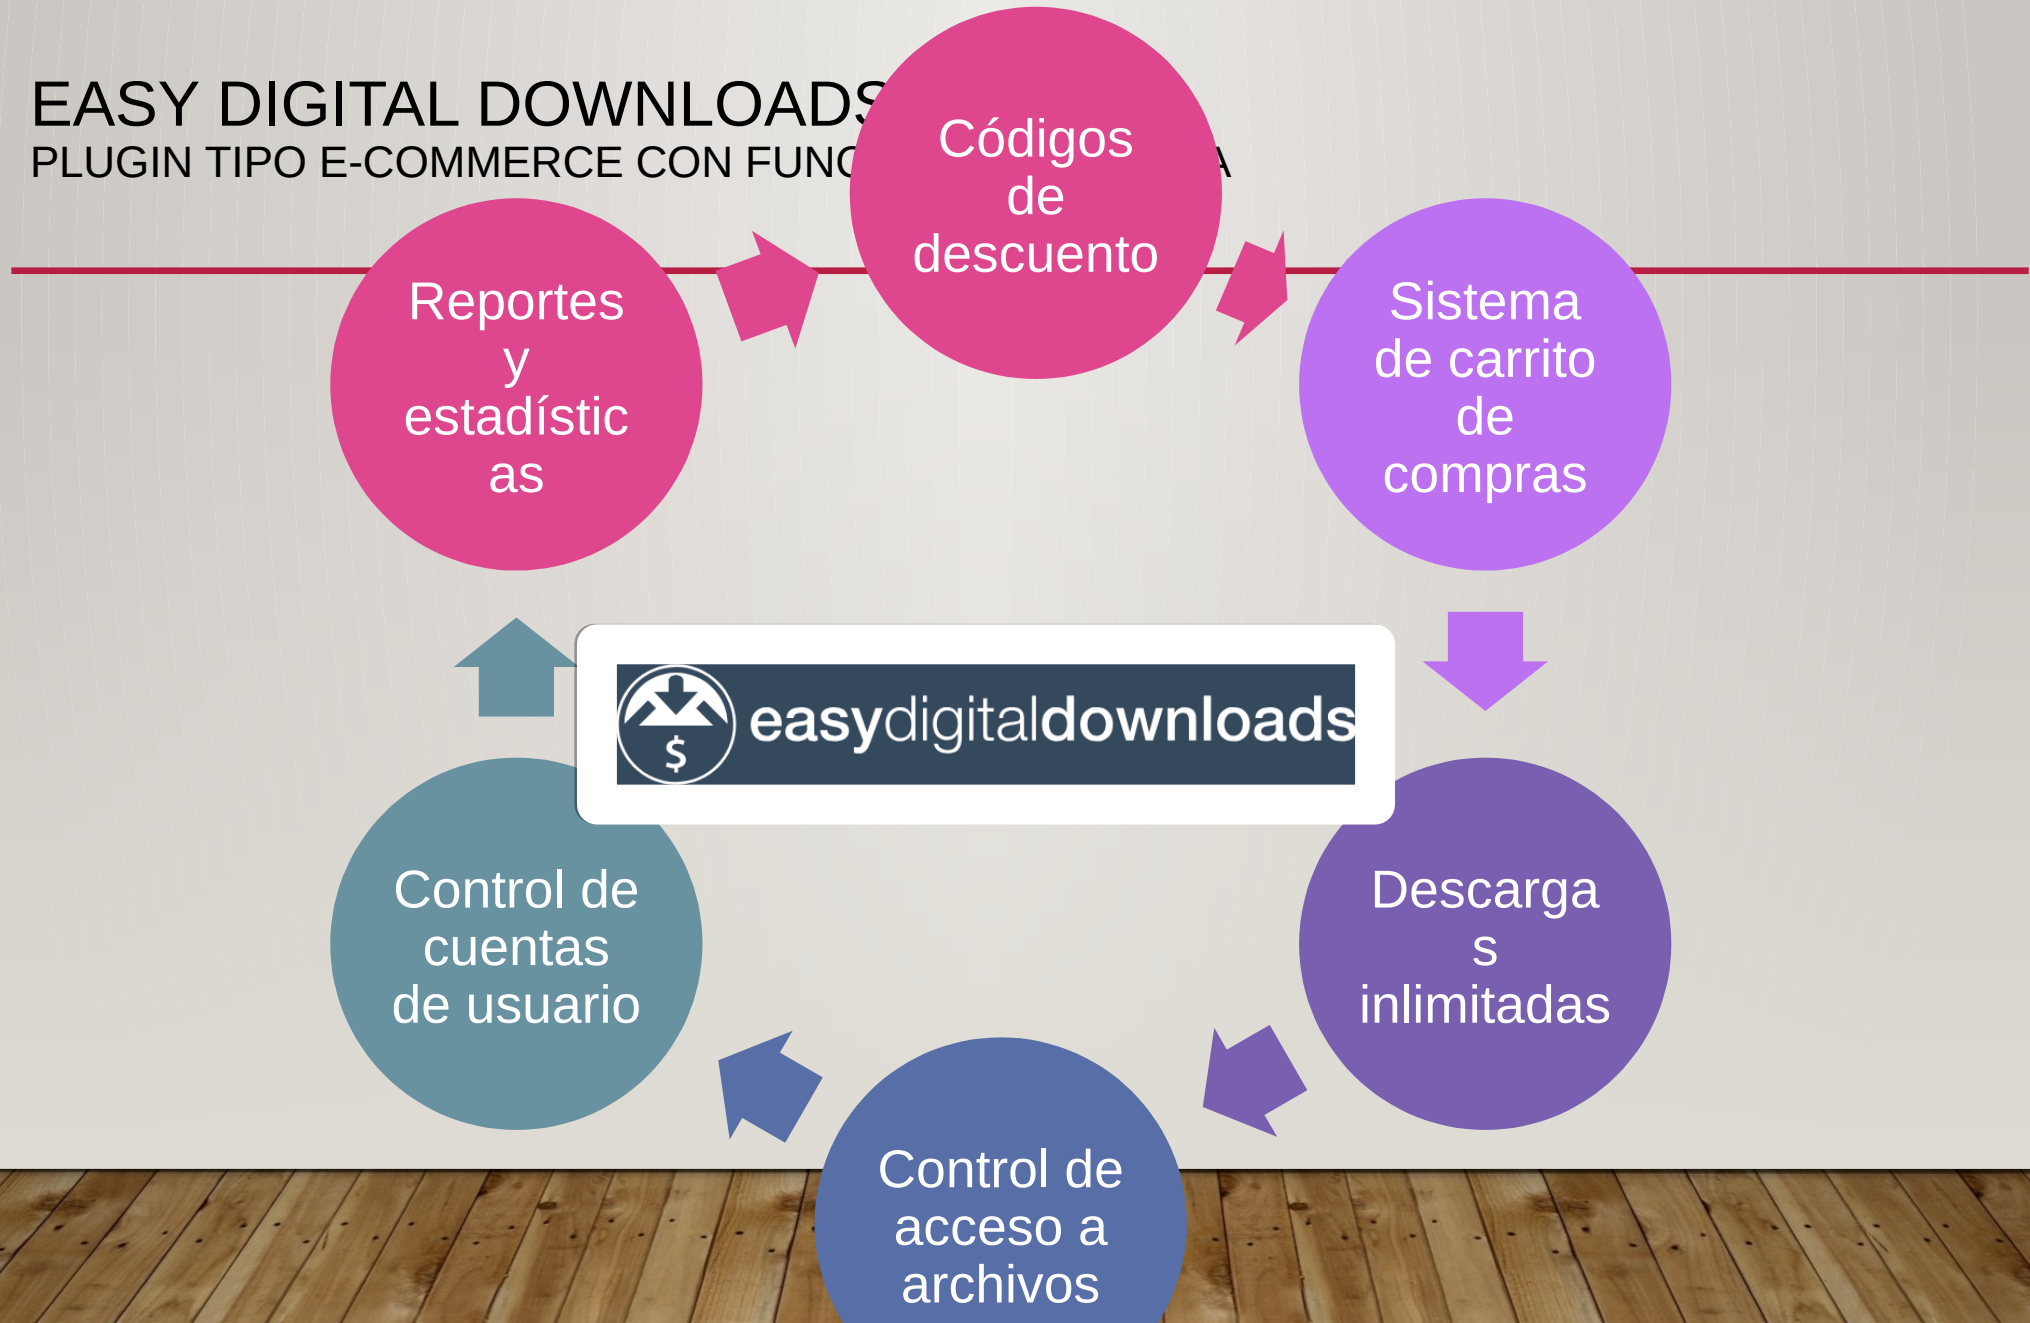 EASY DIGITAL DOWNLOADS
PLUGIN TIPO E-COMMERCE CON
Códigos
de
descuento
Sistema
de carrito
de
compras
Descarga
s
inlimitadas
Control de
acceso a
archivos
Control de
cuentas
de usuario
Reportes
y
estadístic
as
easydigitaldownloads
$